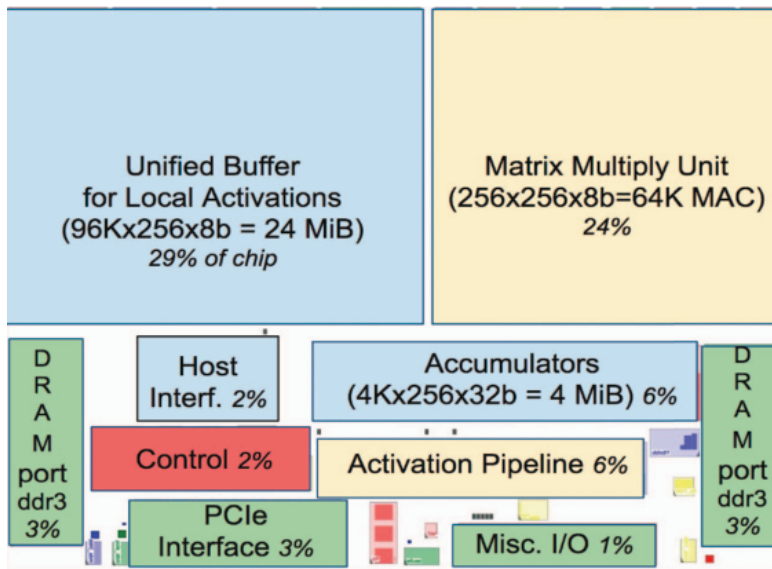 Unified Buffer
for Local Activations
(96Kx256x8b = 24 MiB)
29% of chip
Matrix Multiply Unit
(256x256x8b=64K MAC)
24%
D
R
A
M
port
ddr3
3%
Host
Interf. 2%
Accumulators
(4Kx256x32b = 4 MiB) 6%
D
R
A
M
port
ddr3
3%
Control 2%
Activation Pipeline 6%
PCIe
Interface 3%
Misc. I/O 1%